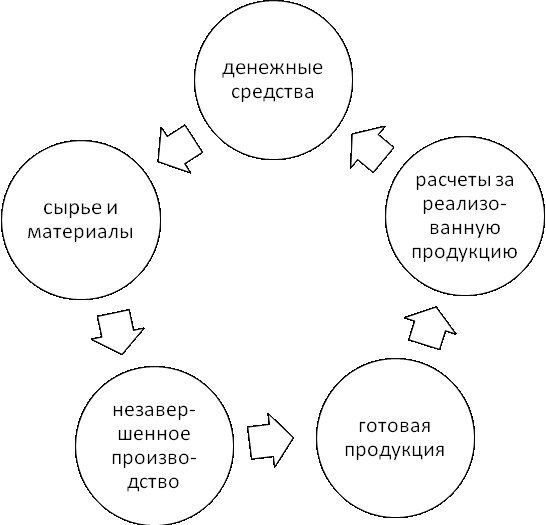 денежные
средства
сырье и
материалы
незавер-
шенное
произво-
дство
готовая
продукция
расчеты за
реализо-
ванную
продукцию